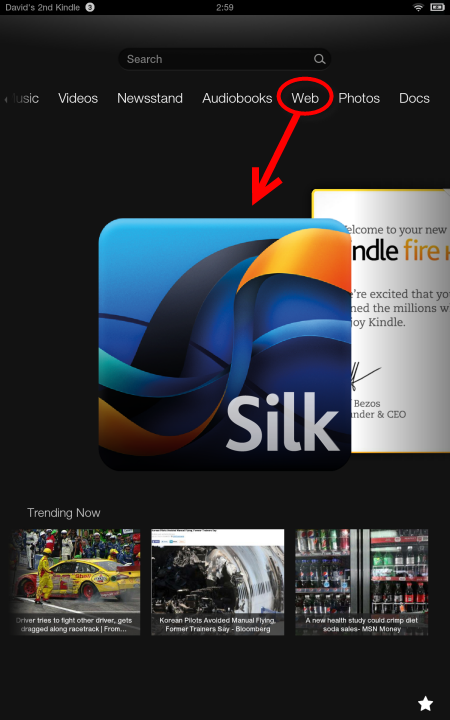 David's 2nd Kindle 3 2:59
Search
usic Videos Newsstand Audiobooks Web Photos Docs
elcome to your new
ndle fire H
e're excited that you
ned the millions w
joy Kindle.
Bezos
under & CEO
Silk
Trending Now
Driver tries to fight other driver, gets
dragged along racetrack | From...
Korean Pilots Avoided Manual Flying,
Former Trainers Say - Bloomberg
A new health study could crimp diet
soda sales- MSN Money